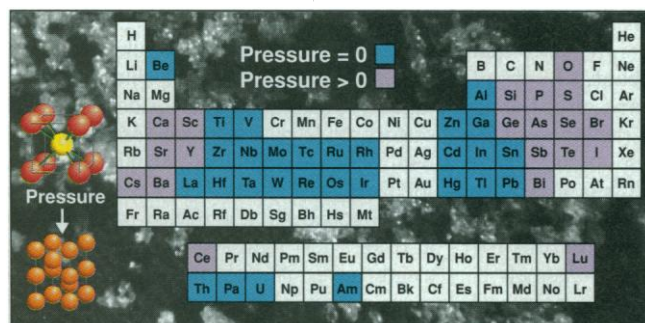 H He
Li Be B C N O F Ne
Pressure = 0
Pressure > 0
Na Mg Al Si P S Cl Ar
K Ca Sc Ti V Cr Mn Fe Co Ni Cu Zn Ga Ge As Se Br Kr
Rb Sr Y Zr Nb Mo Tc Ru Rh Pd Ag Cd In Sn Sb Te I Xe
Cs Ba La Hf Ta W Re Os Ir Pt Au Hg Tl Pb Bi Po At Rn
Pressure
Fr Ra Ac Rf Db Sg Bh Hs Mt
Ce Pr Nd Pm Sm Eu Gd Tb Dy Ho Er Tm Yb Lu
Th Pa U Np Pu Am Cm Bk Cf Es Fm Md No Lr